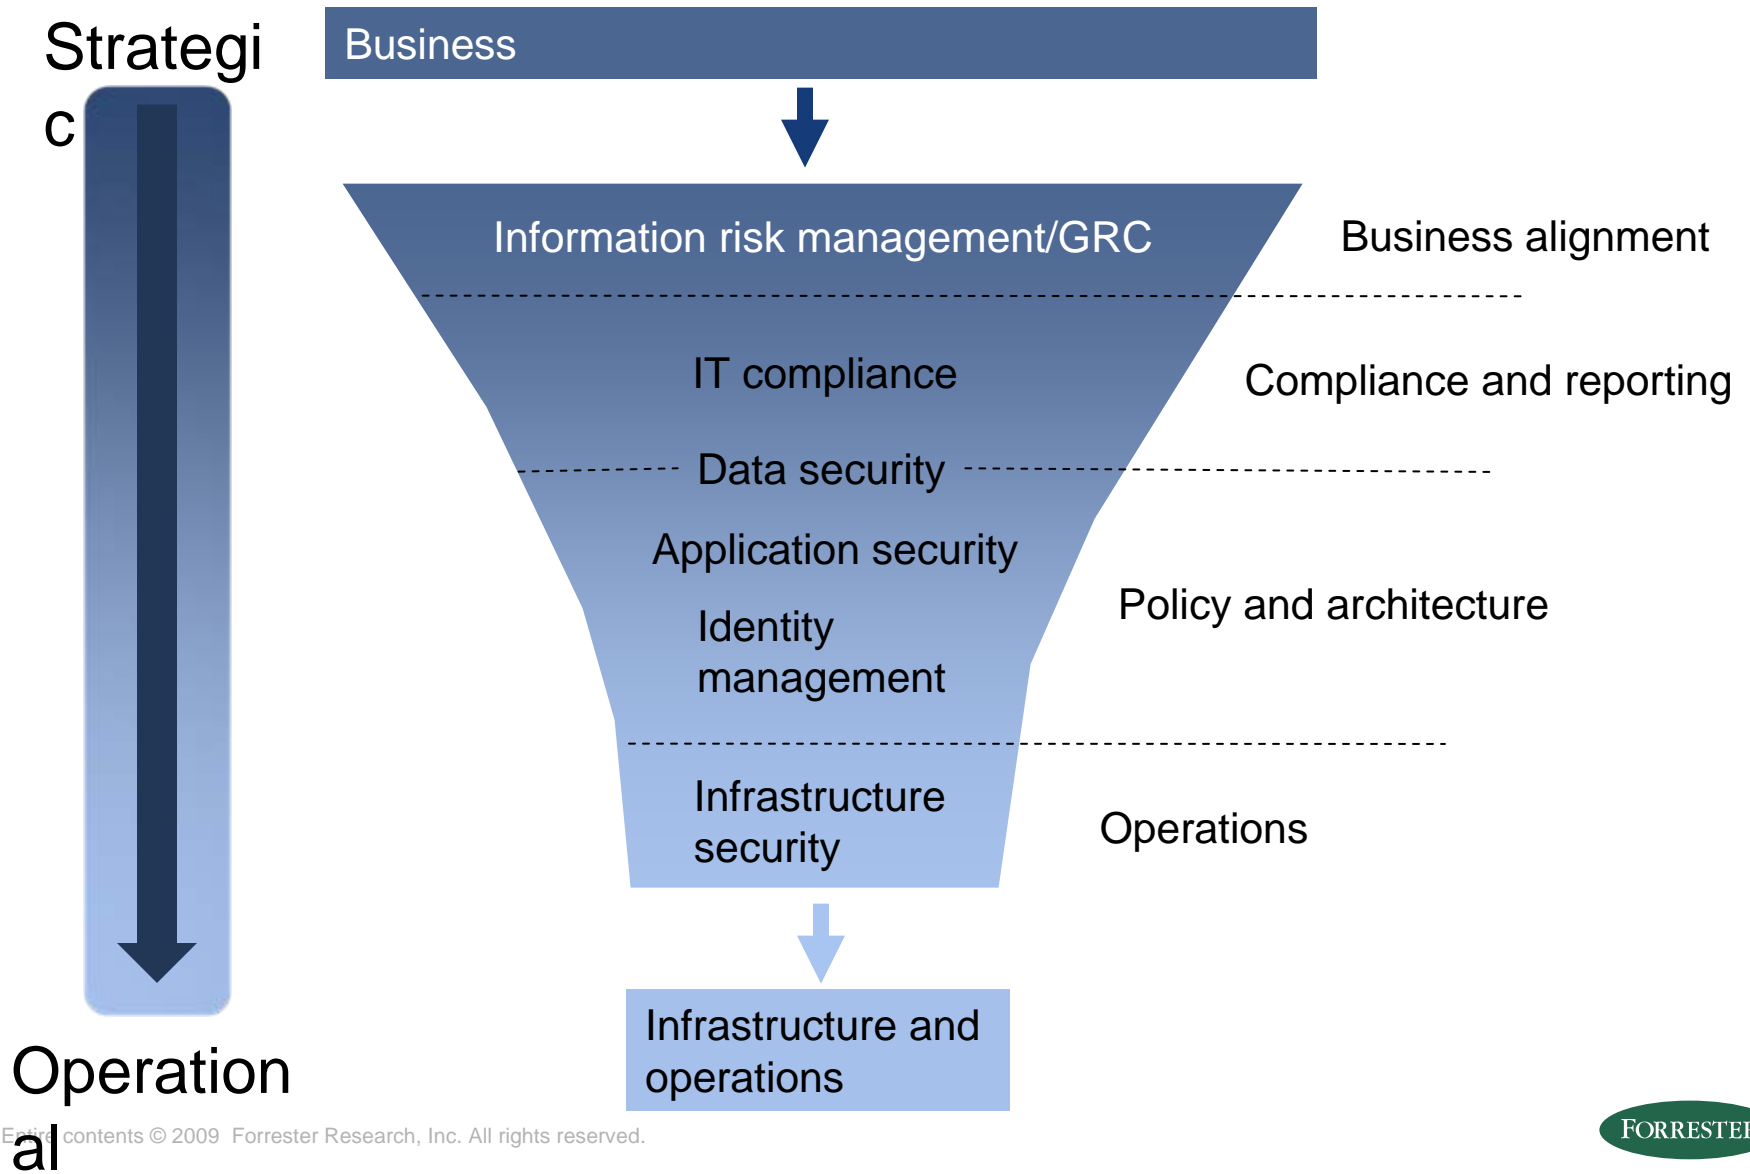 Strategi
c
Business
Information risk management/GRC
Business alignment
IT compliance
Compliance and reporting
Data security
Application security
Policy and architecture
Identity
management
Infrastructure
security
Operations
Infrastructure and
operations
Operation
al
Entire contents © 2009 Forrester Research, Inc. All rights reserved.
FORRESTER